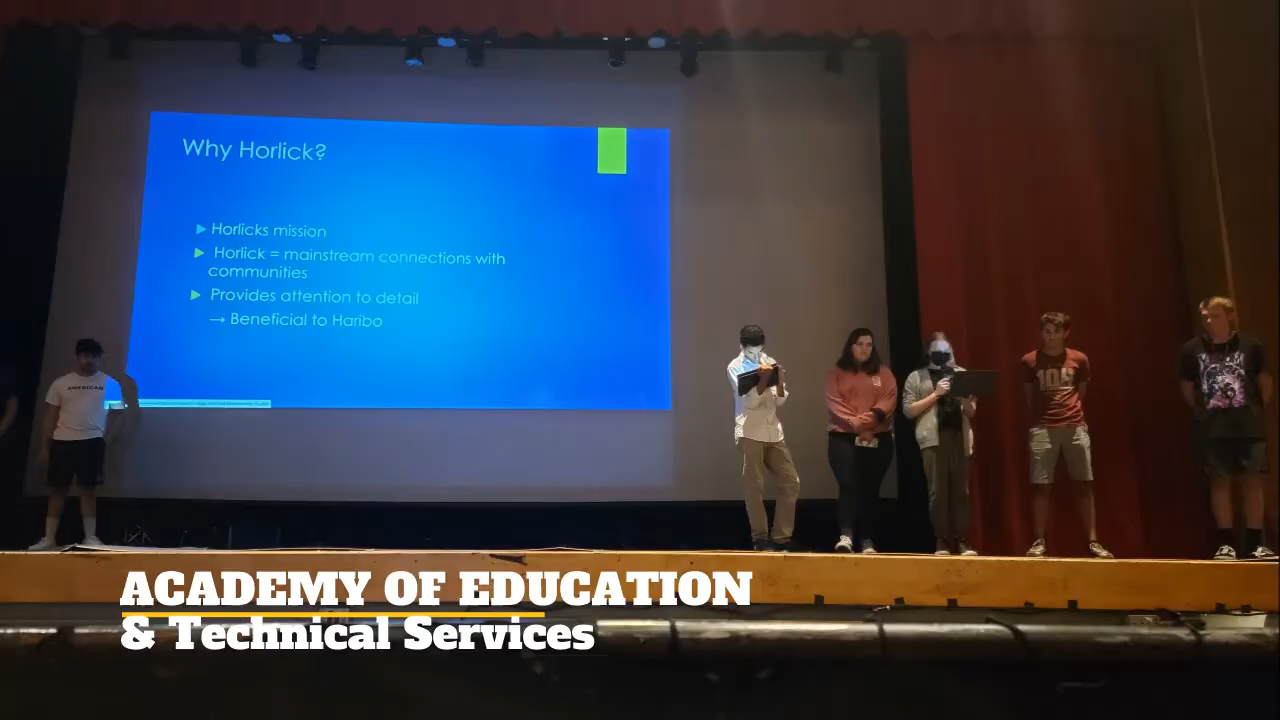 Why Horlick?
Horlicks mission
Horlick = mainstream connections with
communities
Provides attention to detail
→ Beneficial to Haribo
AMERICAN
ACADEMY OF EDUCATION
& Technical Services